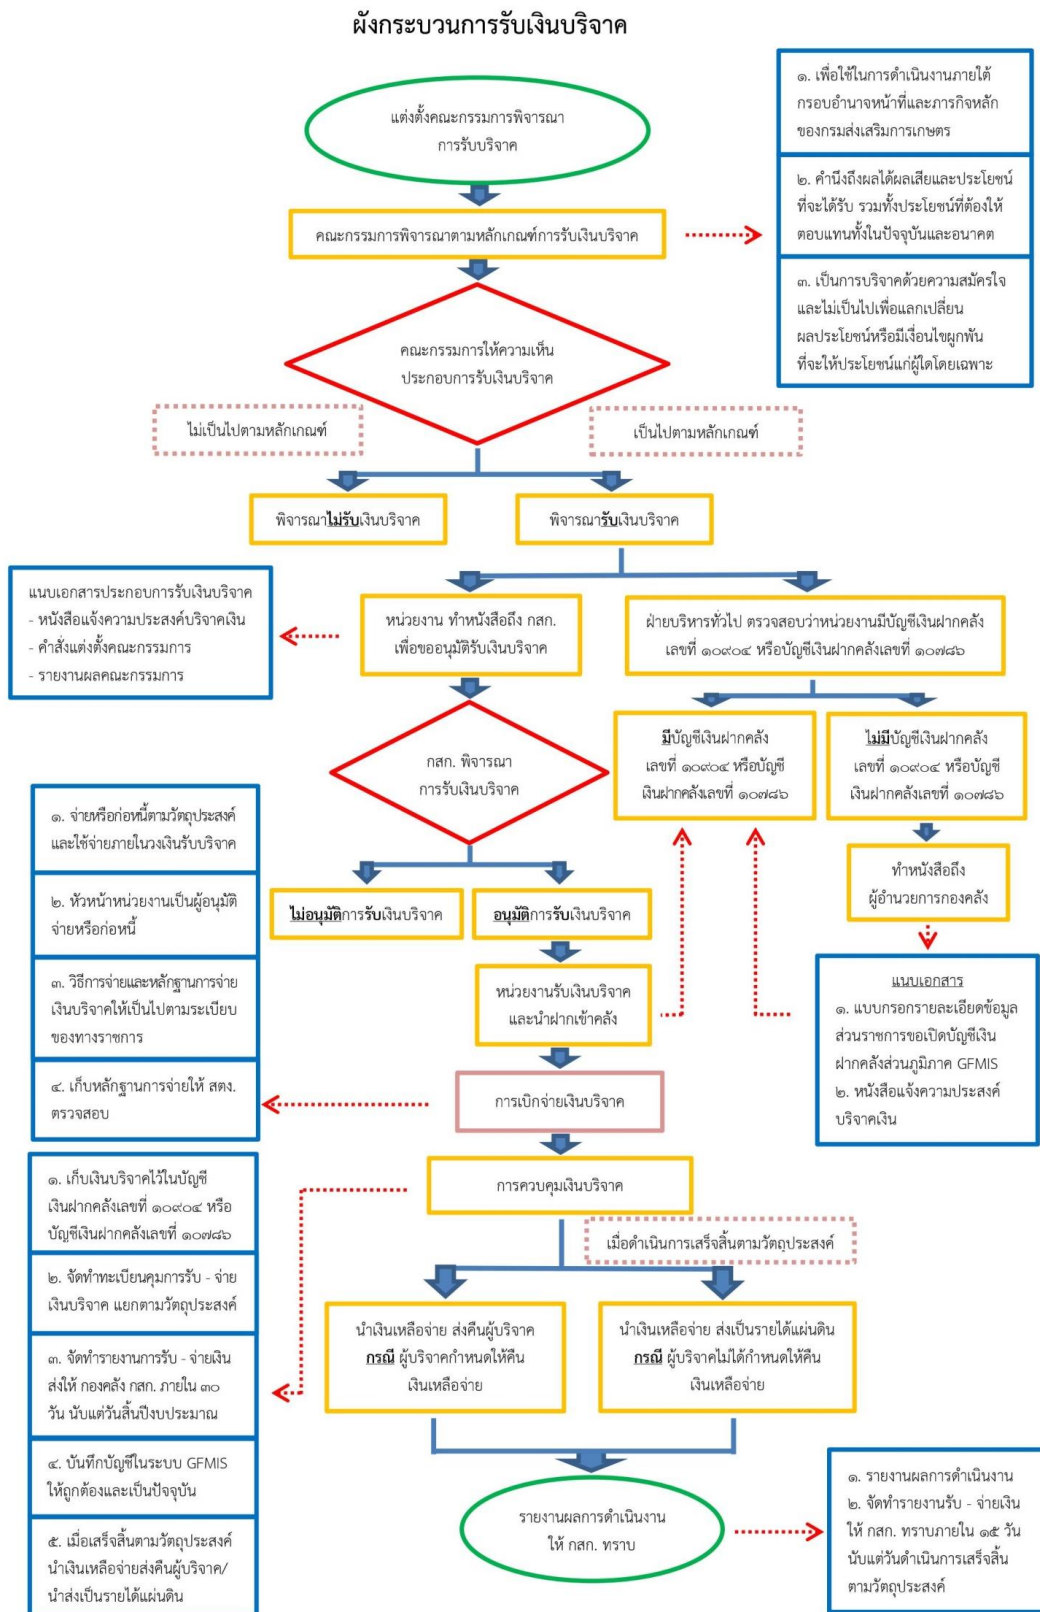 ผังกระบวนการรับเงินบริจาค
แต่งตั้งคณะกรรมการพิจารณา
การรับบริจาค
คณะกรรมการพิจารณาตามหลักเกณฑ์การรับเงินบริจาค
๑. เพื่อใช้ในการดำเนินงานภายใต้
กรอบอำนาจหน้าที่และภารกิจหลัก
ของกรมส่งเสริมการเกษตร
๒. คำนึงถึงผลได้ผลเสียและประโยชน์
ที่จะได้รับ รวมทั้งประโยชน์ที่ต้องให้
ตอบแทนทั้งในปัจจุบันและอนาคต
๓. เป็นการบริจาคด้วยความสมัครใจ
และไม่เป็นไปเพื่อแลกเปลี่ยน
ผลประโยชน์หรือมีเงื่อนไขผูกพัน
ที่จะให้ประโยชน์แก่ผู้ใดโดยเฉพาะ
คณะกรรมการให้ความเห็น
ประกอบการรับเงินบริจาค
ไม่เป็นไปตามหลักเกณฑ์
เป็นไปตามหลักเกณฑ์
พิจารณาไม่รับเงินบริจาค
พิจารณารับเงินบริจาค
แนบเอกสารประกอบการรับเงินบริจาค
- หนังสือแจ้งความประสงค์บริจาคเงิน
- คำสั่งแต่งตั้งคณะกรรมการ
- รายงานผลคณะกรรมการ
หน่วยงาน ทำหนังสือถึง กสก.
เพื่อขออนุมัติรับเงินบริจาค
ฝ่ายบริหารทั่วไป ตรวจสอบว่าหน่วยงานมีบัญชีเงินฝากคลัง
เลขที่ ๑๐๙๐๔ หรือบัญชีเงินฝากคลังเลขที่ ๑๐๗๘๖
กสก. พิจารณา
การรับเงินบริจาค
มีบัญชีเงินฝากคลัง
เลขที่ ๑๐๙๐๔ หรือบัญชี
เงินฝากคลังเลขที่ ๑๐๗๘๖
ไม่มีบัญชีเงินฝากคลัง
เลขที่ ๑๐๙๐๔ หรือบัญชี
เงินฝากคลังเลขที่ ๑๐๗๘๖
ทำหนังสือถึง
ผู้อำนวยการกองคลัง
ไม่อนุมัติการรับเงินบริจาค
อนุมัติการรับเงินบริจาค
หน่วยงานรับเงินบริจาค
และนำฝากเข้าคลัง
แนบเอกสาร
๑. แบบกรอกรายละเอียดข้อมูล
ส่วนราชการขอเปิดบัญชีเงิน
ฝากคลังส่วนภูมิภาค GFMIS
๒. หนังสือแจ้งความประสงค์
บริจาคเงิน
๑. จ่ายหรือก่อหนี้ตามวัตถุประสงค์
และใช้จ่ายภายในวงเงินรับบริจาค
๒. หัวหน้าหน่วยงานเป็นผู้อนุมัติ
จ่ายหรือก่อหนี้
๓. วิธีการจ่ายและหลักฐานการจ่าย
เงินบริจาคให้เป็นไปตามระเบียบ
ของทางราชการ
๔. เก็บหลักฐานการจ่ายให้ สตง.
ตรวจสอบ
การเบิกจ่ายเงินบริจาค
การควบคุมเงินบริจาค
๑. เก็บเงินบริจาคไว้ในบัญชี
เงินฝากคลังเลขที่ ๑๐๙๐๔ หรือ
บัญชีเงินฝากคลังเลขที่ ๑๐๗๘๖
๒. จัดทำทะเบียนคุมการรับ - จ่าย
เงินบริจาค แยกตามวัตถุประสงค์
๓. จัดทำรายงานการรับ - จ่ายเงิน
ส่งให้ กองคลัง กสก. ภายใน ๓๐
วัน นับแต่วันสิ้นปีงบประมาณ
๔. บันทึกบัญชีในระบบ GFMIS
ให้ถูกต้องและเป็นปัจจุบัน
๕. เมื่อเสร็จสิ้นตามวัตถุประสงค์
นำเงินเหลือจ่ายส่งคืนผู้บริจาค/
นำส่งเป็นรายได้แผ่นดิน
เมื่อดำเนินการเสร็จสิ้นตามวัตถุประสงค์
นำเงินเหลือจ่าย ส่งคืนผู้บริจาค
กรณี ผู้บริจาคกำหนดให้คืน
เงินเหลือจ่าย
นำเงินเหลือจ่าย ส่งเป็นรายได้แผ่นดิน
กรณี ผู้บริจาคไม่ได้กำหนดให้คืน
เงินเหลือจ่าย
รายงานผลการดำเนินงาน
ให้ กสก. ทราบ
๑. รายงานผลการดำเนินงาน
๒. จัดทำรายงานรับ - จ่ายเงิน
ให้ กสก. ทราบภายใน ๑๕ วัน
นับแต่วันดำเนินการเสร็จสิ้น
ตามวัตถุประสงค์